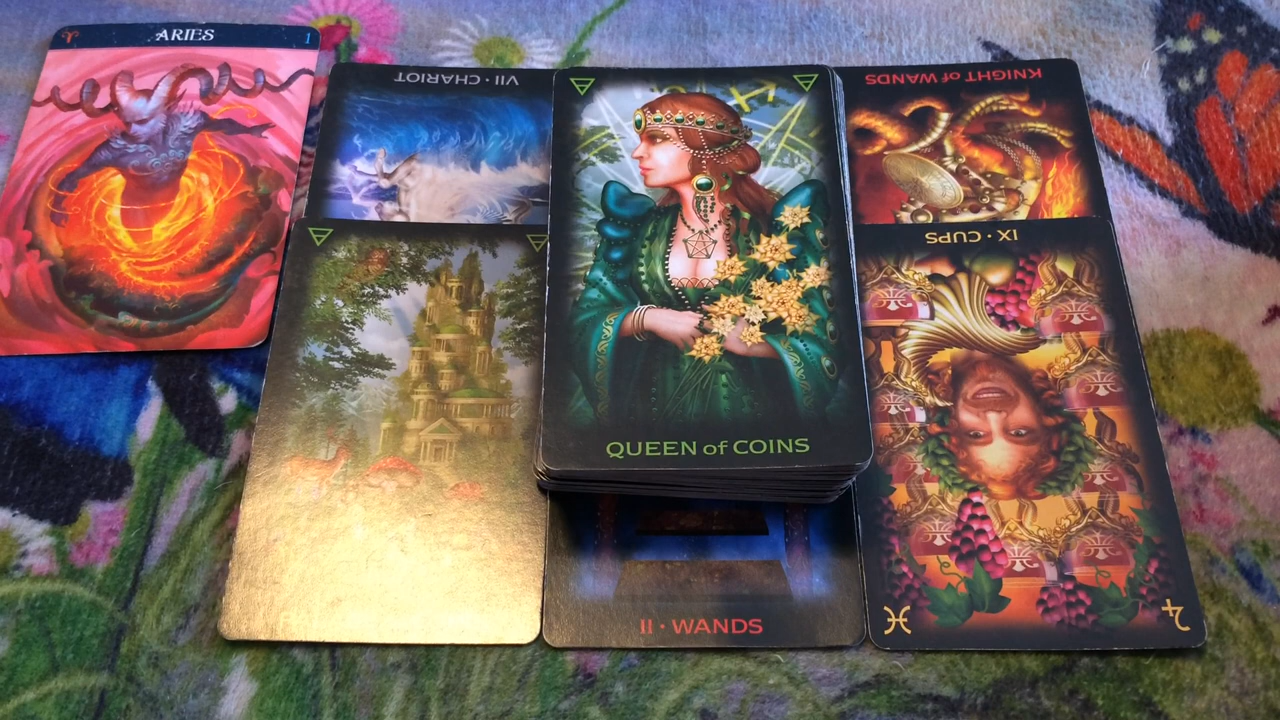 ARIES 1
VII · CHARIOT
KNIGHT of WANDS
IX · CUPS
QUEEN of COINS
II · WANDS